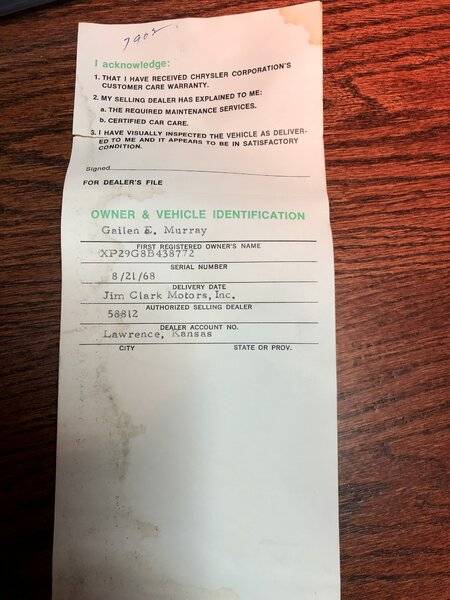 7902
I acknowledge:
1. THAT I HAVE RECEIVED CHRYSLER CORPORATION'S
CUSTOMER CARE WARRANTY.
2. MY SELLING DEALER HAS EXPLAINED TO ME:
a. THE REQUIRED MAINTENANCE SERVICES.
b. CERTIFIED CAR CARE.
3. I HAVE VISUALLY INSPECTED THE VEHICLE AS DELIVER-
ED TO ME AND IT APPEARS TO BE IN SATISFACTORY
CONDITION.
Signed
FOR DEALER'S FILE
OWNER & VEHICLE IDENTIFICATION
Gailen E. Murray
FIRST REGISTERED OWNER'S NAME
XP29G8B438772
SERIAL NUMBER
8/21/68
DELIVERY DATE
Jim Clark Motors, Inc.
AUTHORIZED SELLING DEALER
58812
DEALER ACCOUNT NO.
Lawrence, Kansas
CITY STATE OR PROV.